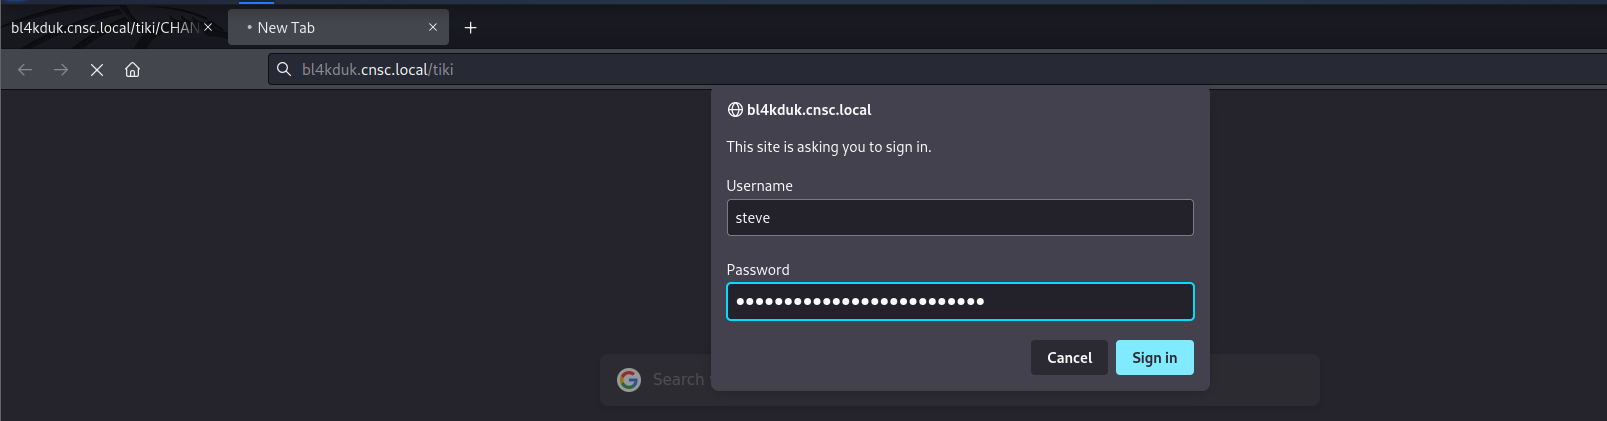 bl4kduk.cnsc.local/tiki/CHAN
New Tab
bl4kduk.cnsc.local/tiki
bl4kduk.cnsc.local
This site is asking you to sign in.
Username
steve
Password
••••••••••••••••••••••••••
Cancel
Sign in
Search